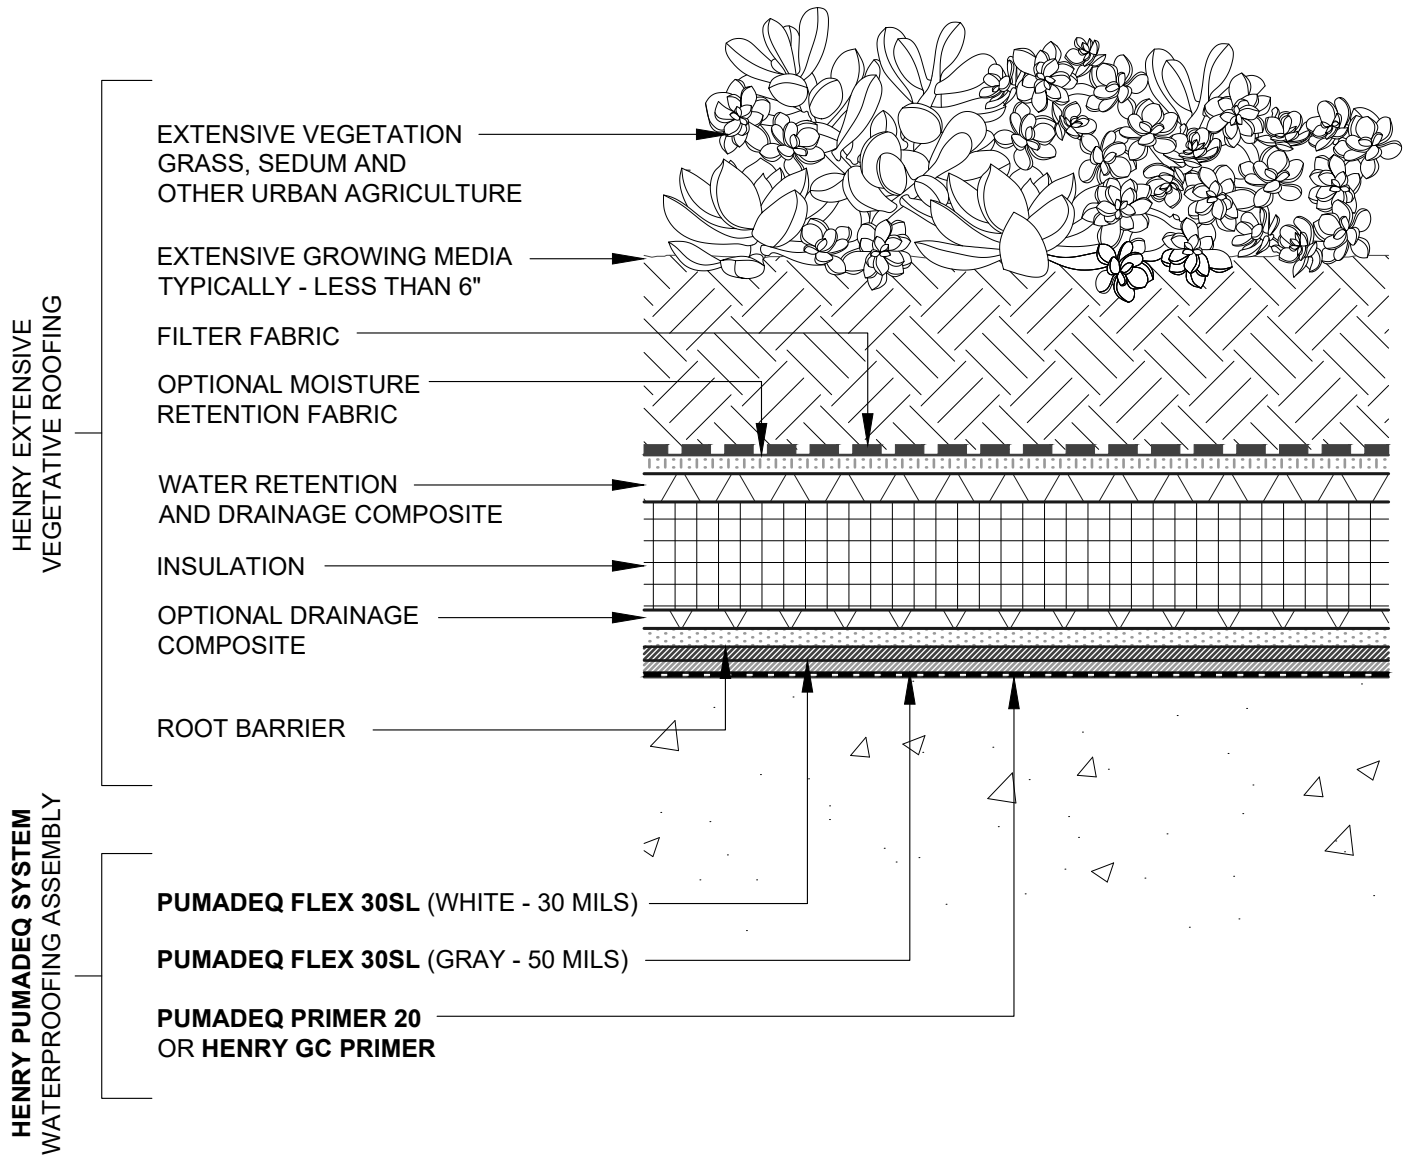 HENRY EXTENSIVE
VEGETATIVE ROOFING
EXTENSIVE VEGETATION
GRASS, SEDUM AND
OTHER URBAN AGRICULTURE
EXTENSIVE GROWING MEDIA
TYPICALLY - LESS THAN 6"
FILTER FABRIC
OPTIONAL MOISTURE
RETENTION FABRIC
WATER RETENTION
AND DRAINAGE COMPOSITE
INSULATION
OPTIONAL DRAINAGE
COMPOSITE
ROOT BARRIER
HENRY PUMADEQ SYSTEM
WATERPROOFING ASSEMBLY
PUMADEQ FLEX 30SL (WHITE - 30 MILS)
PUMADEQ FLEX 30SL (GRAY - 50 MILS)
PUMADEQ PRIMER 20
OR HENRY GC PRIMER